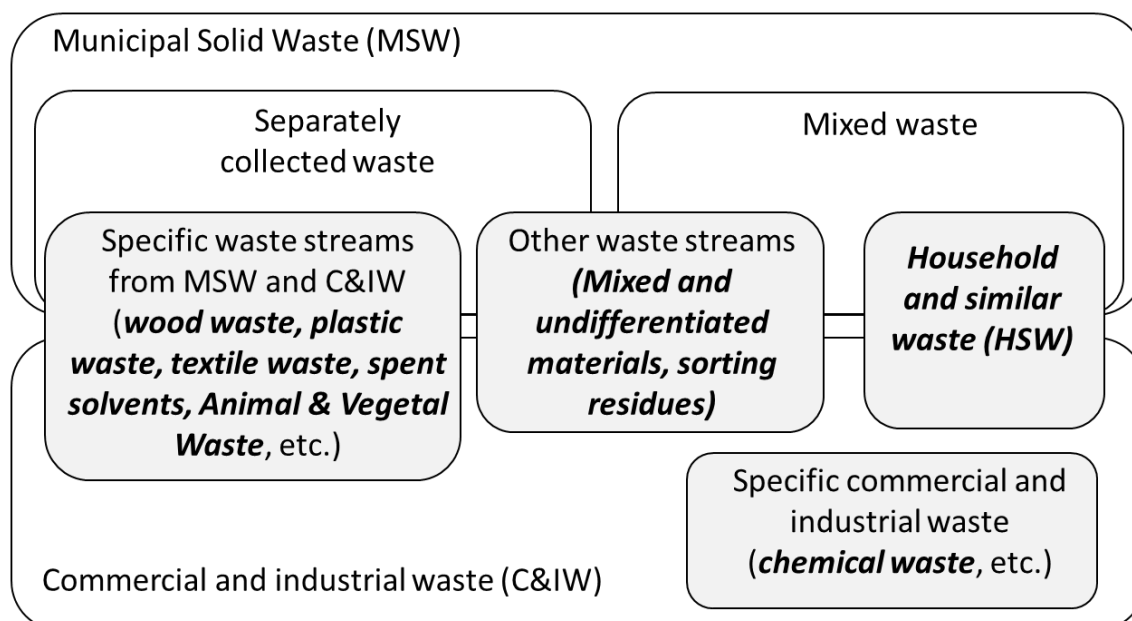 Municipal Solid Waste (MSW)
Separately
collected waste
Mixed waste
Specific waste streams
from MSW and C&IW
(wood waste, plastic
waste, textile waste, spent
solvents, Animal & Vegetal
Waste, etc.)
Other waste streams
(Mixed and
undifferentiated
materials, sorting
residues)
Household
and similar
waste (HSW)
Specific commercial and
industrial waste
(chemical waste, etc.)
Commercial and industrial waste (C&IW)